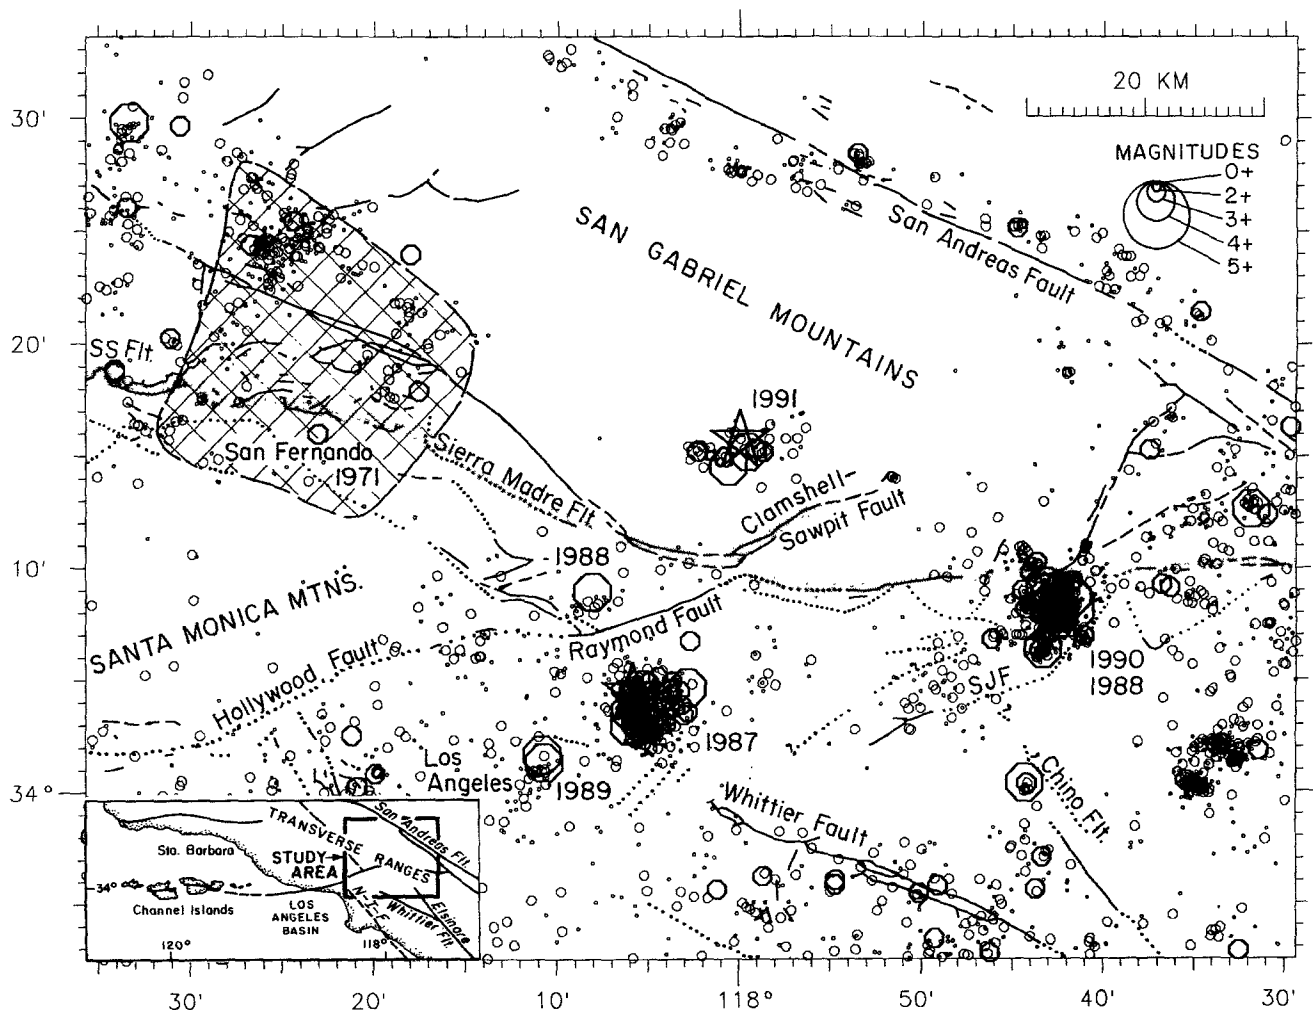 20 KM
30'
MAGNITUDES
0+
2+
3+
4+
5+
SAN GABRIEL MOUNTAINS
San Andreas Fault
20'
SS Flt.
1991
San Fernando
1971
Sierra Madre Flt.
Clamshell-
Sawpit Fault
10'
1988
SANTA MONICA MTNS.
Raymond Fault
Hollywood Fault
1990
1988
SJF
1987
Los
Angeles
1989
Chino Flt.
34°
Whittier Fault
San Andreas Flt.
TRANSVERSE RANGES
Sta. Barbara
STUDY
AREA
34°
Channel Islands
LOS
ANGELES
BASIN
N-I-F
Whittier Flt.
Elsinore
120°
118°
30'
20'
10'
118°
50'
40'
30'